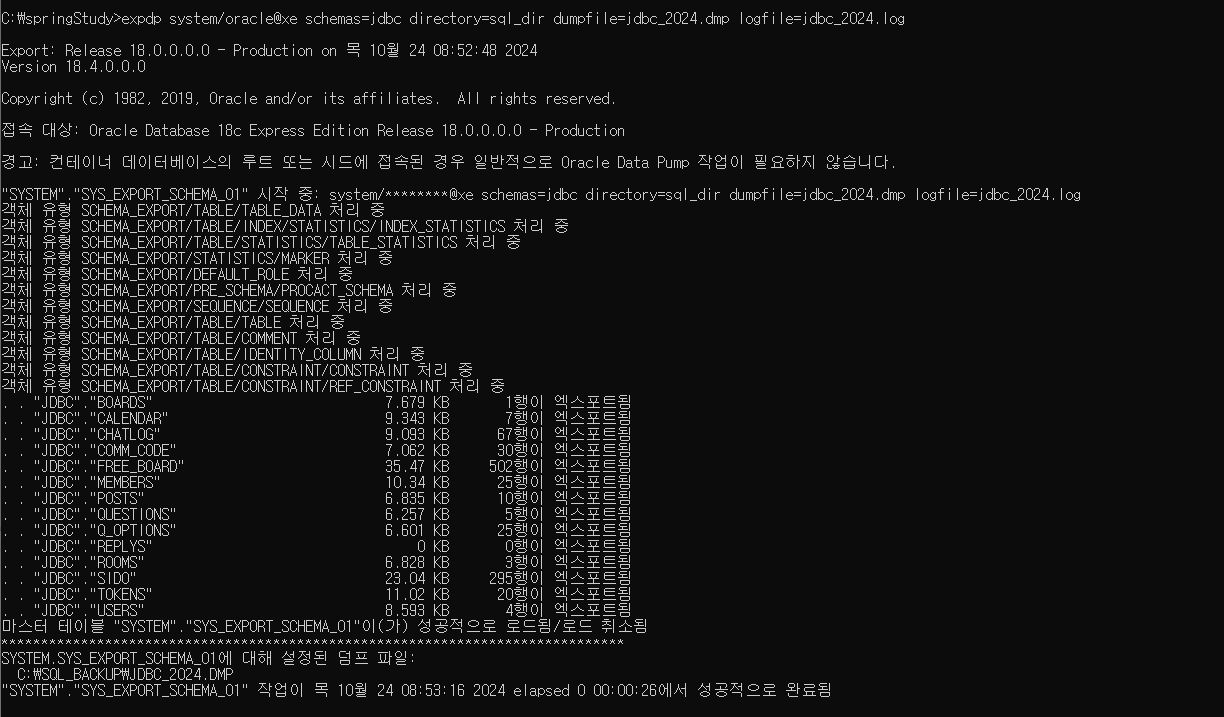 C:₩springStudy>expdp system/oracle@xe schemas=jdbc directory=sql_dir dumpfile=jdbc_2024.dmp logfile=jdbc_2024.log
Export: Release 18.0.0.0.0 - Production on 목 10월 24 08:52:48 2024
Version 18.4.0.0.0
Copyright (c) 1982, 2019, Oracle and/or its affiliates.  All rights reserved.
접속 대상: Oracle Database 18c Express Edition Release 18.0.0.0.0 - Production
경고: 컨테이너 데이터베이스의 루트 또는 시드에 접속된 경우 일반적으로 Oracle Data Pump 작업이 필요하지 않습니다.
"SYSTEM"."SYS_EXPORT_SCHEMA_01" 시작 중: system/********@xe schemas=jdbc directory=sql_dir dumpfile=jdbc_2024.dmp logfile=jdbc_2024.log
객체 유형 SCHEMA_EXPORT/TABLE/TABLE_DATA 처리 중
객체 유형 SCHEMA_EXPORT/TABLE/INDEX/STATISTICS/INDEX_STATISTICS 처리 중
객체 유형 SCHEMA_EXPORT/TABLE/STATISTICS/TABLE_STATISTICS 처리 중
객체 유형 SCHEMA_EXPORT/STATISTICS/MARKER 처리 중
객체 유형 SCHEMA_EXPORT/DEFAULT_ROLE 처리 중
객체 유형 SCHEMA_EXPORT/PRE_SCHEMA/PROCACT_SCHEMA 처리 중
객체 유형 SCHEMA_EXPORT/SEQUENCE/SEQUENCE 처리 중
객체 유형 SCHEMA_EXPORT/TABLE/TABLE 처리 중
객체 유형 SCHEMA_EXPORT/TABLE/COMMENT 처리 중
객체 유형 SCHEMA_EXPORT/TABLE/IDENTITY_COLUMN 처리 중
객체 유형 SCHEMA_EXPORT/TABLE/CONSTRAINT/CONSTRAINT 처리 중
객체 유형 SCHEMA_EXPORT/TABLE/CONSTRAINT/REF_CONSTRAINT 처리 중
. . "JDBC"."BOARDS" 7.679 KB 1행이 엑스포트됨
. . "JDBC"."CALENDAR" 9.343 KB 7행이 엑스포트됨
. . "JDBC"."CHATLOG" 9.093 KB 67행이 엑스포트됨
. . "JDBC"."COMM_CODE" 7.062 KB 30행이 엑스포트됨
. . "JDBC"."FREE_BOARD" 35.47 KB 502행이 엑스포트됨
. . "JDBC"."MEMBERS" 10.34 KB 25행이 엑스포트됨
. . "JDBC"."POSTS" 6.835 KB 10행이 엑스포트됨
. . "JDBC"."QUESTIONS" 6.257 KB 5행이 엑스포트됨
. . "JDBC"."Q_OPTIONS" 6.601 KB 25행이 엑스포트됨
. . "JDBC"."REPLYS" 0 KB 0행이 엑스포트됨
. . "JDBC"."ROOMS" 6.828 KB 3행이 엑스포트됨
. . "JDBC"."SIDO" 23.04 KB 295행이 엑스포트됨
. . "JDBC"."TOKENS" 11.02 KB 20행이 엑스포트됨
. . "JDBC"."USERS" 8.593 KB 4행이 엑스포트됨
마스터 테이블 "SYSTEM"."SYS_EXPORT_SCHEMA_01"이(가) 성공적으로 로드됨/로드 취소됨
******************************************************************************
SYSTEM.SYS_EXPORT_SCHEMA_01에 대해 설정된 덤프 파일:
C:₩SQL_BACKUP₩JDBC_2024.DMP
"SYSTEM"."SYS_EXPORT_SCHEMA_01" 작업이 목 10월 24 08:53:16 2024 elapsed 0 00:00:26에서 성공적으로 완료됨